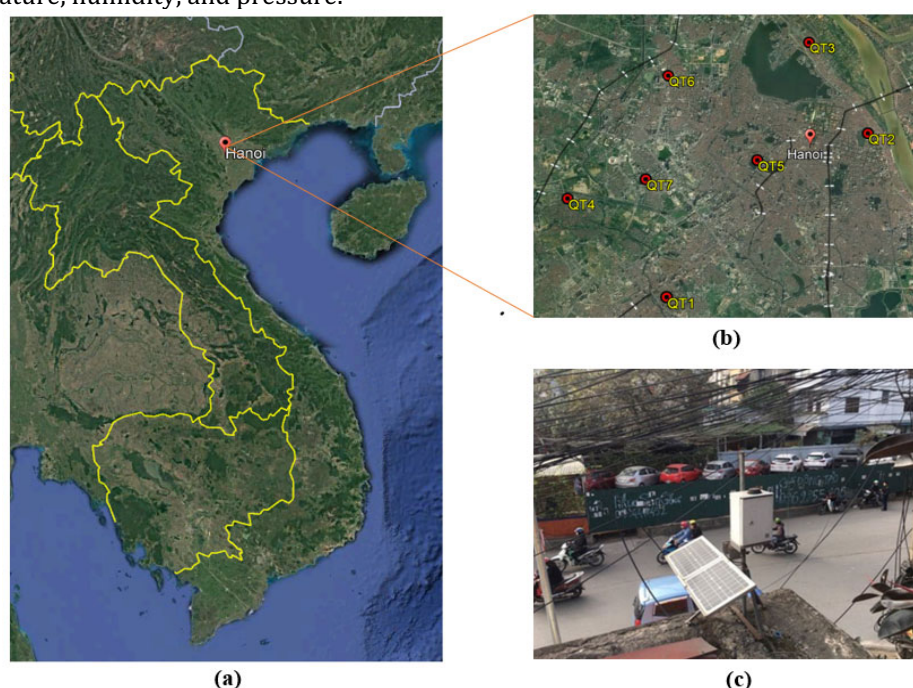 ature, humidity, and pressure.
Hanoi
QT3
QT6
QT2
Hanoi
QT5
QT7
QT4
QT1
(b)
(a)
(c)